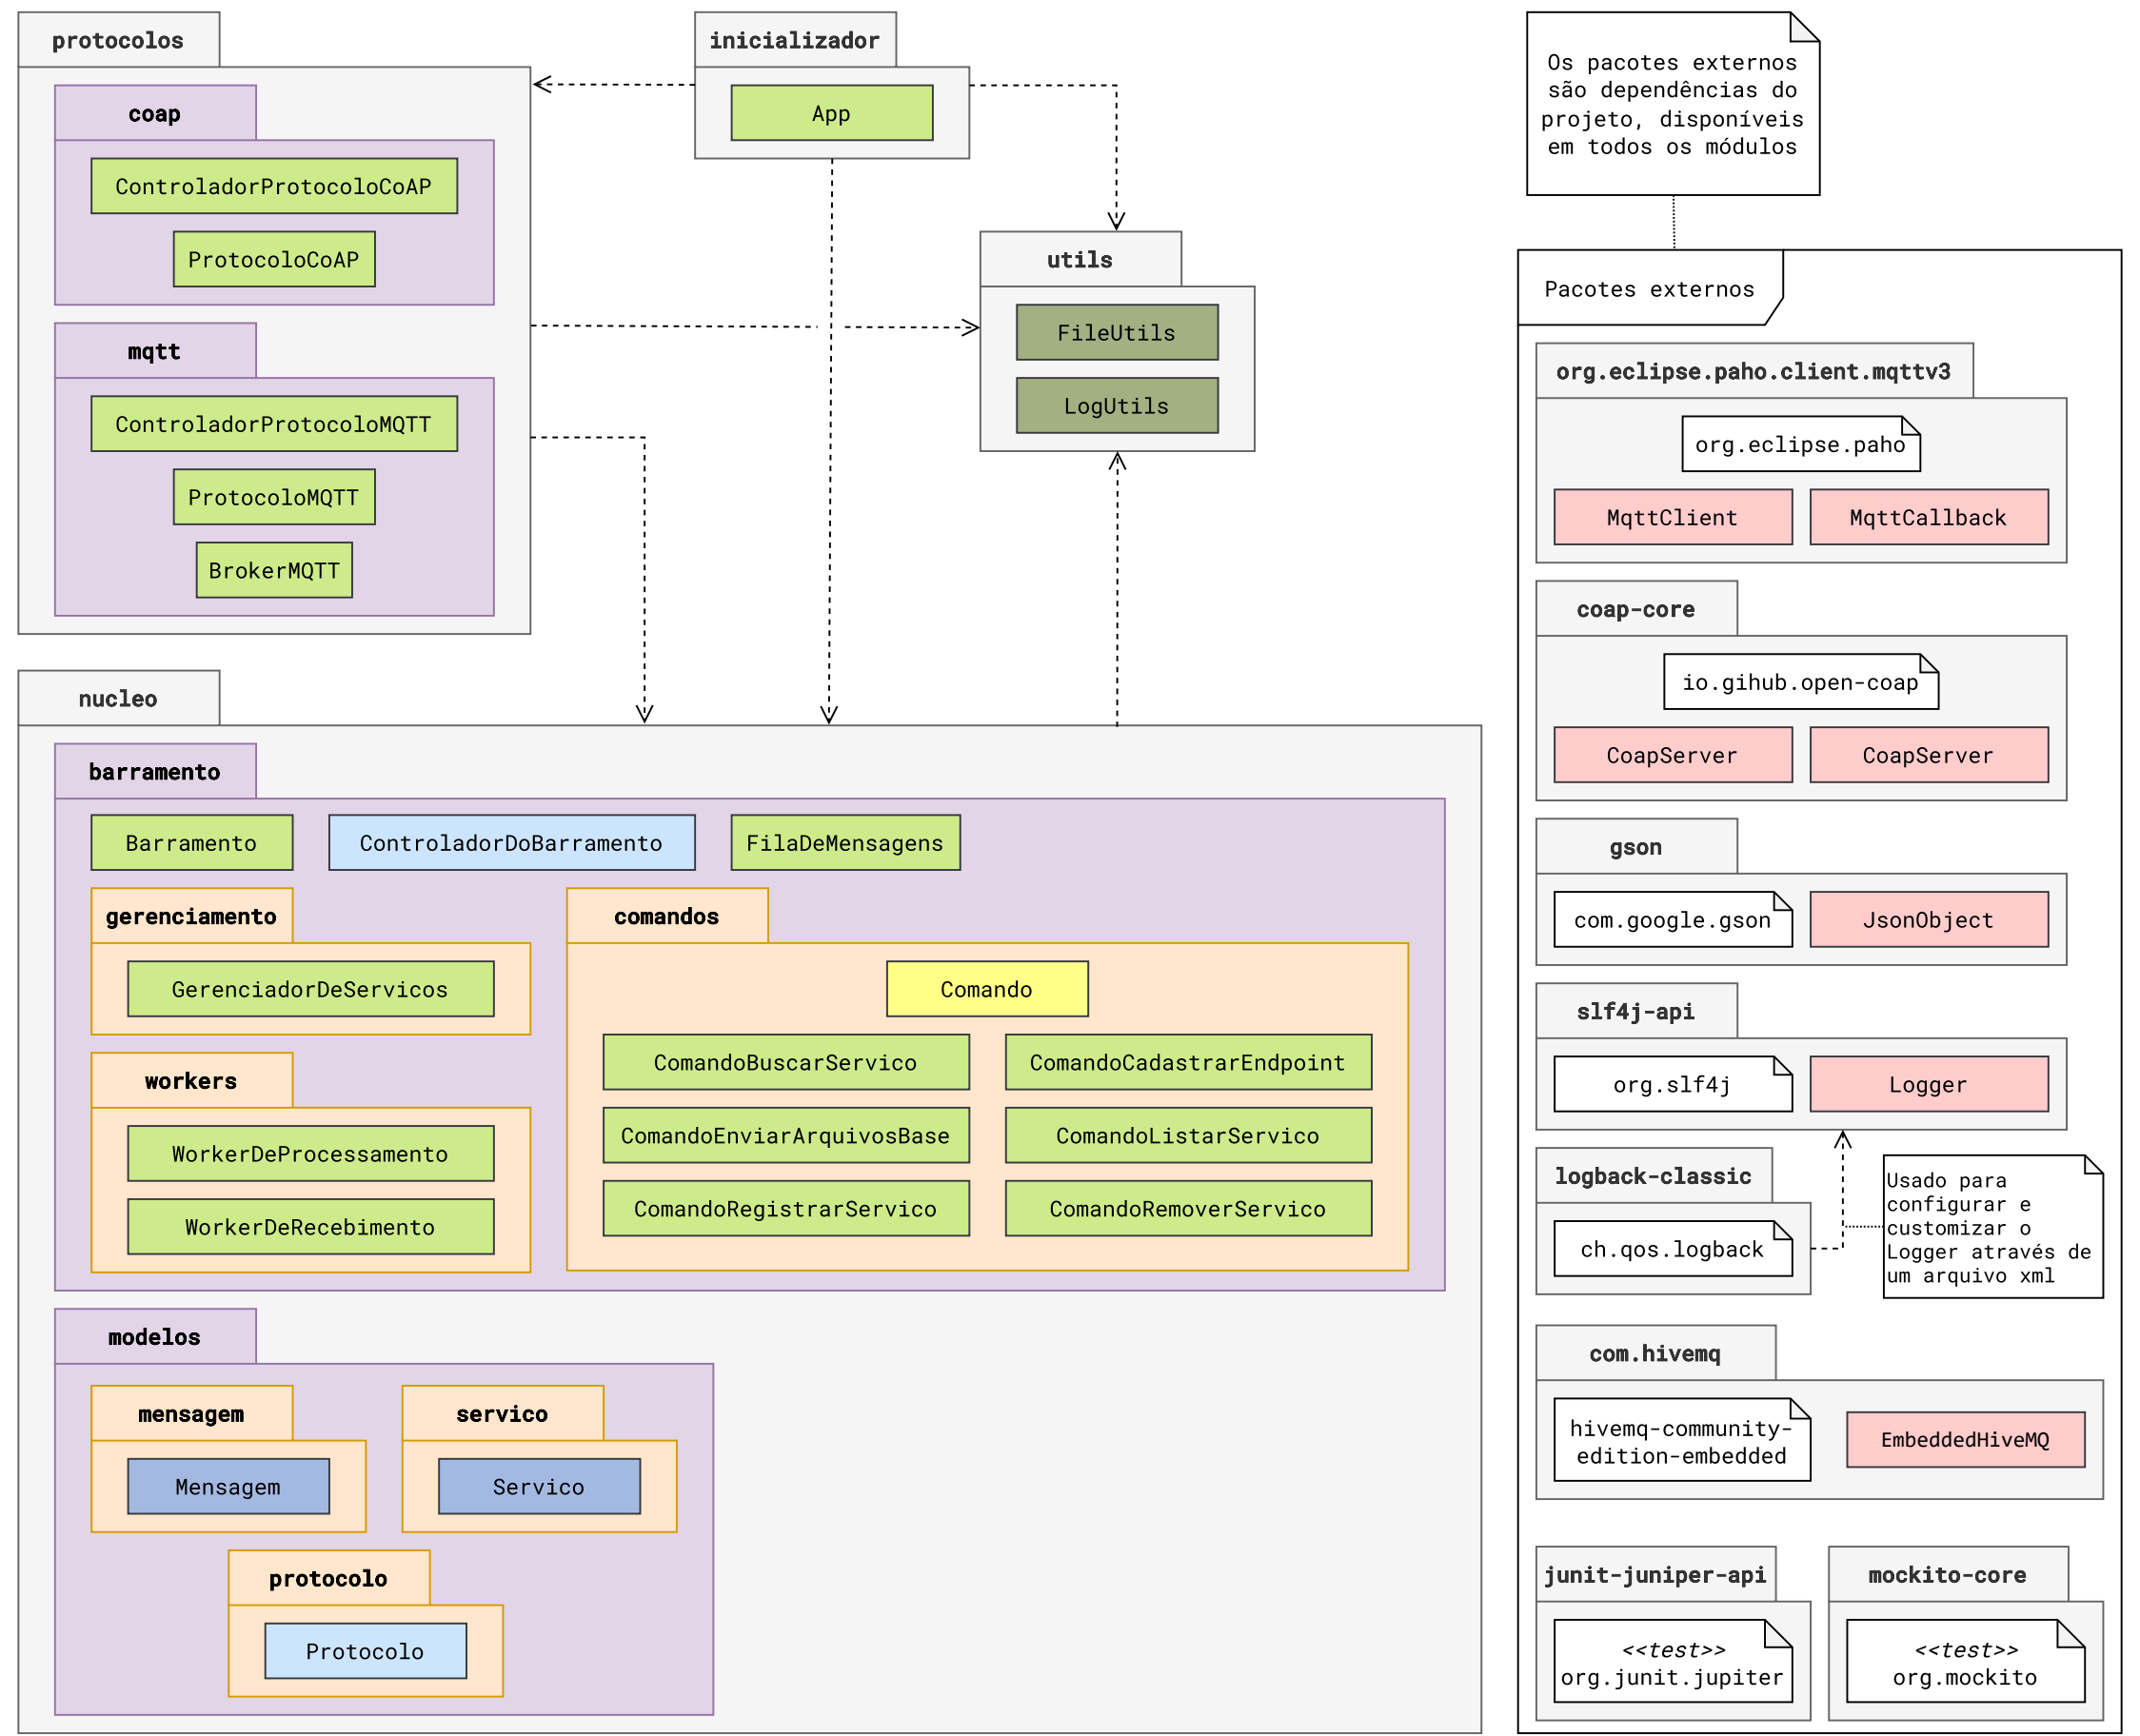 protocolos
coap
ControladorProtocoloCoAP
ProtocoloCoAP
mqtt
ControladorProtocoloMQTT
ProtocoloMQTT
BrokerMQTT
inicializador
App
utils
FileUtils
LogUtils
nucleo
barramento
Barramento
ControladorDoBarramento
FilaDeMensagens
gerenciamento
GerenciadorDeServicos
workers
WorkerDeProcessamento
WorkerDeRecebimento
comandos
Comando
ComandoBuscarServico
ComandoCadastrarEndpoint
ComandoEnviarArquivosBase
ComandoListarServico
ComandoRegistrarServico
ComandoRemoverServico
modelos
mensagem
Mensagem
servico
Servico
protocolo
Protocolo
Os pacotes externos
são dependências do
projeto, disponíveis
em todos os módulos
Pacotes externos
org.eclipse.paho.client.mqttv3
org.eclipse.paho
MqttClient
MqttCallback
coap-core
io.gihub.open-coap
CoapServer
CoapServer
gson
com.google.gson
JsonObject
slf4j-api
org.slf4j
Logger
logback-classic
ch.qos.logback
Usado para
configurar e
customizar o
Logger através de
um arquivo xml
com.hivemq
hivemq-community-
edition-embedded
EmbeddedHiveMQ
junit-juniper-api
<<test>>
org.junit.jupiter
mockito-core
<<test>>
org.mockito